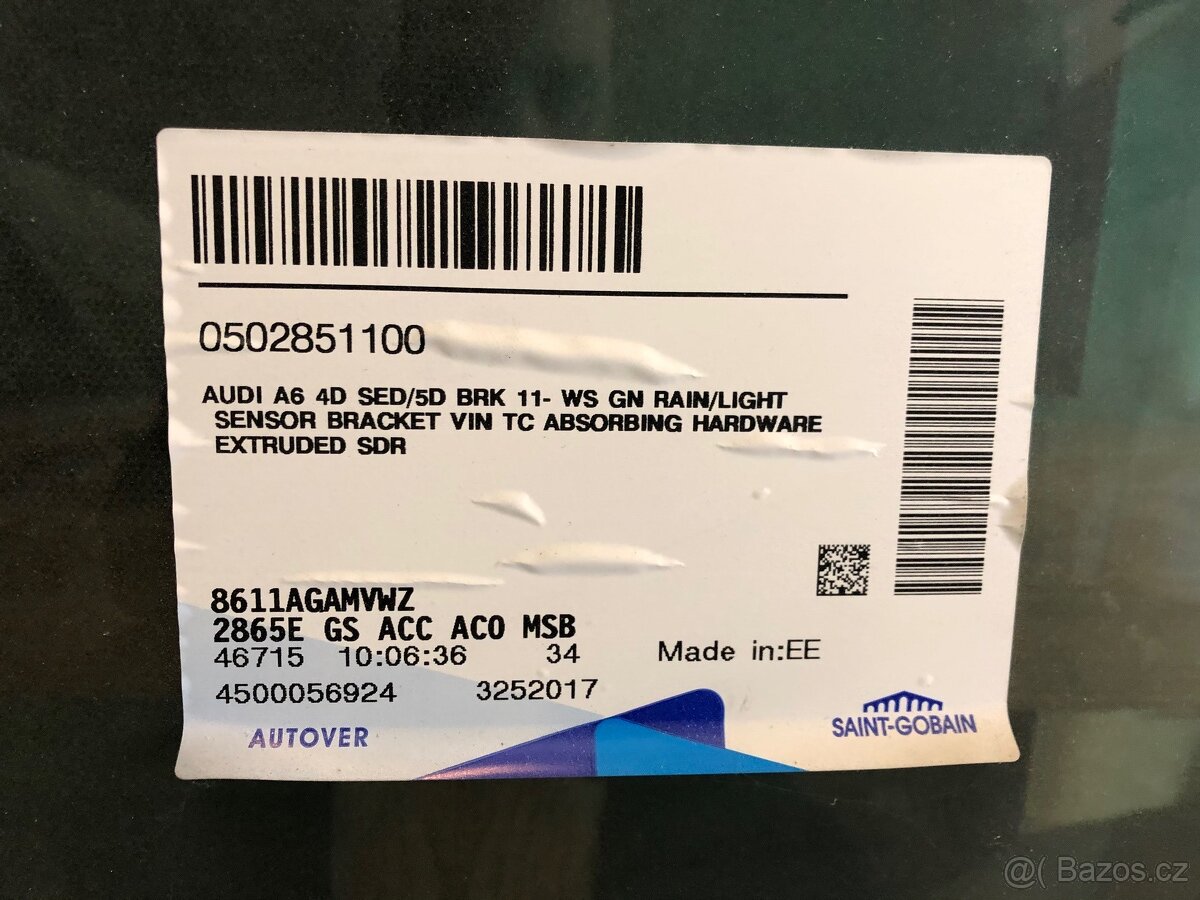 0502851100
AUDI A6 4D SED/5D BRK 11- WS GN RAIN/LIGHT
SENSOR BRACKET VIN TC ABSORBING HARDWARE
EXTRUDED SDR
8611AGAMVWZ
2865E GS ACC ACO MSB
46715 10:06:36 34
Made in:EE
4500056924 3252017
AUTOVER
SAINT-GOBAIN
@( Bazos.cz